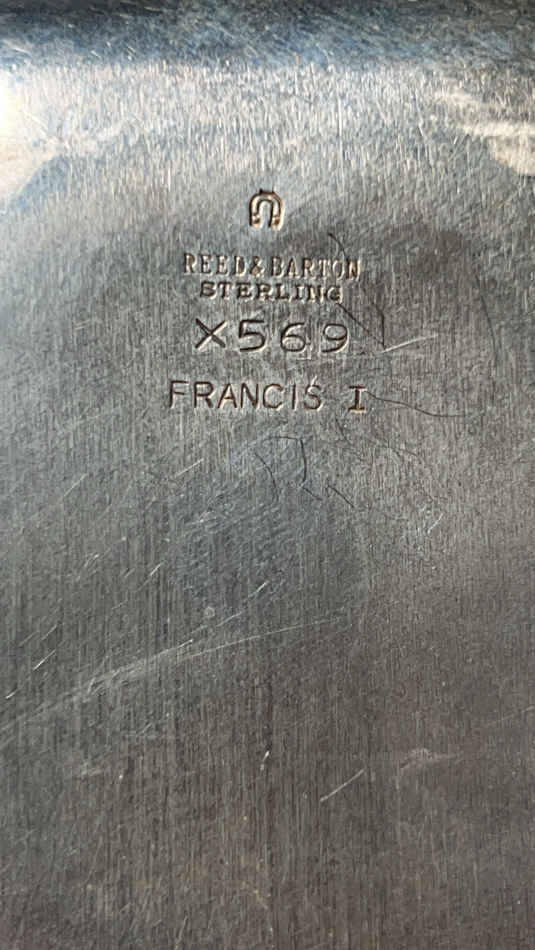 REED&BARTON
STERLING
X569
FRANCIS I